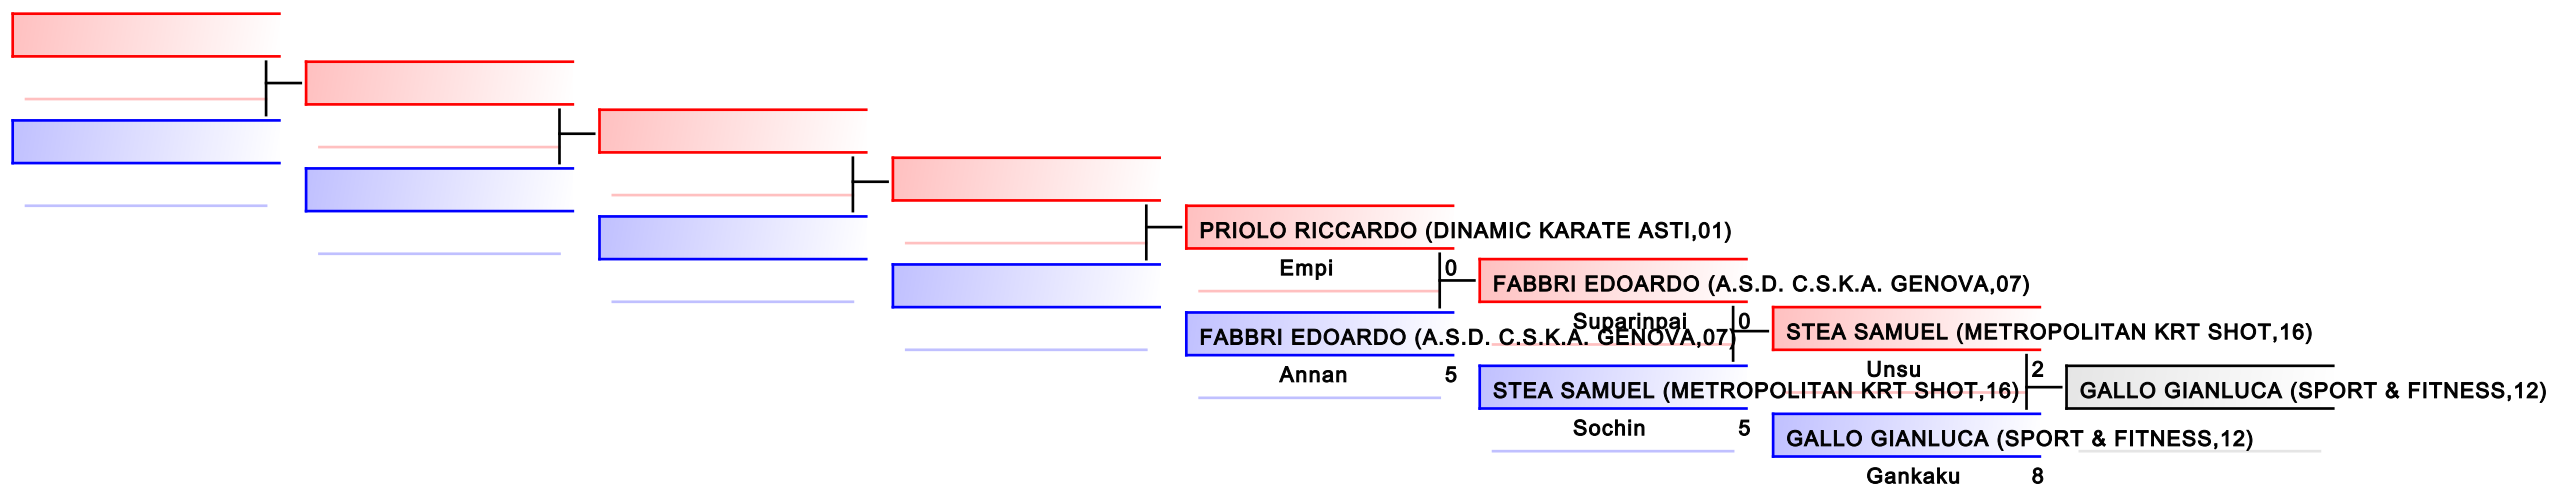 PRIOLO RICCARDO (DINAMIC KARATE ASTI,01)
Empi 0
FABBRI EDOARDO (A.S.D. C.S.K.A. GENOVA,07)
Annan 5
FABBRI EDOARDO (A.S.D. C.S.K.A. GENOVA,07)
Suparinpai 0
STEA SAMUEL (METROPOLITAN KRT SHOT,16)
Sochin 5
STEA SAMUEL (METROPOLITAN KRT SHOT,16)
Unsu 2
GALLO GIANLUCA (SPORT & FITNESS,12)
Gankaku 8
GALLO GIANLUCA (SPORT & FITNESS,12)